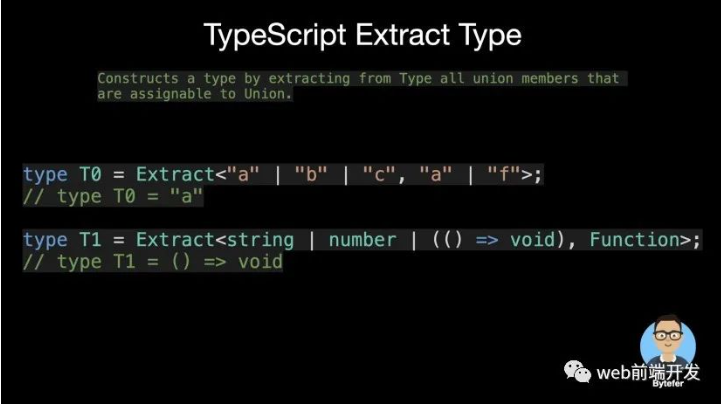 TypeScript Extract Type
Constructs a type by extracting from Type all union members that
are assignable to Union.
type T0 = Extract<"a" | "b" | "c", "a" | "f">;
// type T0 = "a"
type T1 = Extract<string | number | (() => void), Function>;
// type T1 = () => void
web前端开发
Bytefer